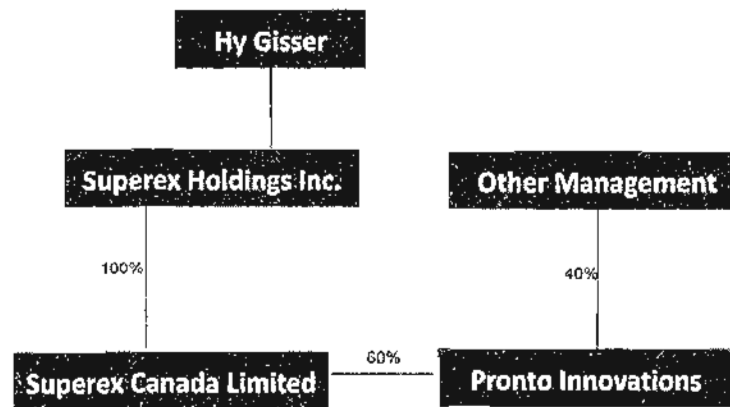 Hy Gisser
Superex Holdings Inc.
Other Management
100%
40%
60%
Superex Canada Limited
Pronto Innovations